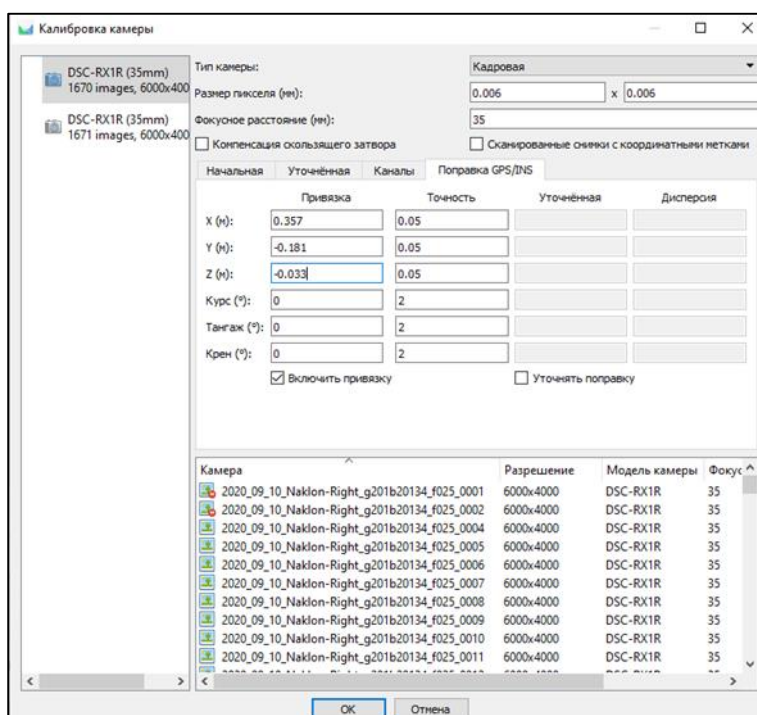 Калибровка камеры
DSC-RX1R (35mm)
1670 images, 6000x400
DSC-RX1R (35mm)
1671 images, 6000x400
Тип камеры: Кадровая
Размер пикселя (мм): 0.006 x 0.006
Фокусное расстояние (мм): 35
Компенсация скользящего затвора Сканированные снимки с координатными метками
Начальная Уточнённая Каналы Поправка GPS/INS
Привязка Точность Уточнённая Дисперсия
X (м): 0.357 0.05
Y (м): -0.181 0.05
Z (м): -0.033 0.05
Курс (°): 0 2
Тангаж (°): 0 2
Крен (°): 0 2
Включить привязку Уточнять поправку
Камера Разрешение Модель камеры Фокус
2020_09_10_Naklon-Right_g201b20134_f025_0001 6000x4000 DSC-RX1R 35
2020_09_10_Naklon-Right_g201b20134_f025_0002 6000x4000 DSC-RX1R 35
2020_09_10_Naklon-Right_g201b20134_f025_0004 6000x4000 DSC-RX1R 35
2020_09_10_Naklon-Right_g201b20134_f025_0005 6000x4000 DSC-RX1R 35
2020_09_10_Naklon-Right_g201b20134_f025_0006 6000x4000 DSC-RX1R 35
2020_09_10_Naklon-Right_g201b20134_f025_0007 6000x4000 DSC-RX1R 35
2020_09_10_Naklon-Right_g201b20134_f025_0008 6000x4000 DSC-RX1R 35
2020_09_10_Naklon-Right_g201b20134_f025_0009 6000x4000 DSC-RX1R 35
2020_09_10_Naklon-Right_g201b20134_f025_0010 6000x4000 DSC-RX1R 35
2020_09_10_Naklon-Right_g201b20134_f025_0011 6000x4000 DSC-RX1R 35
OK Отмена